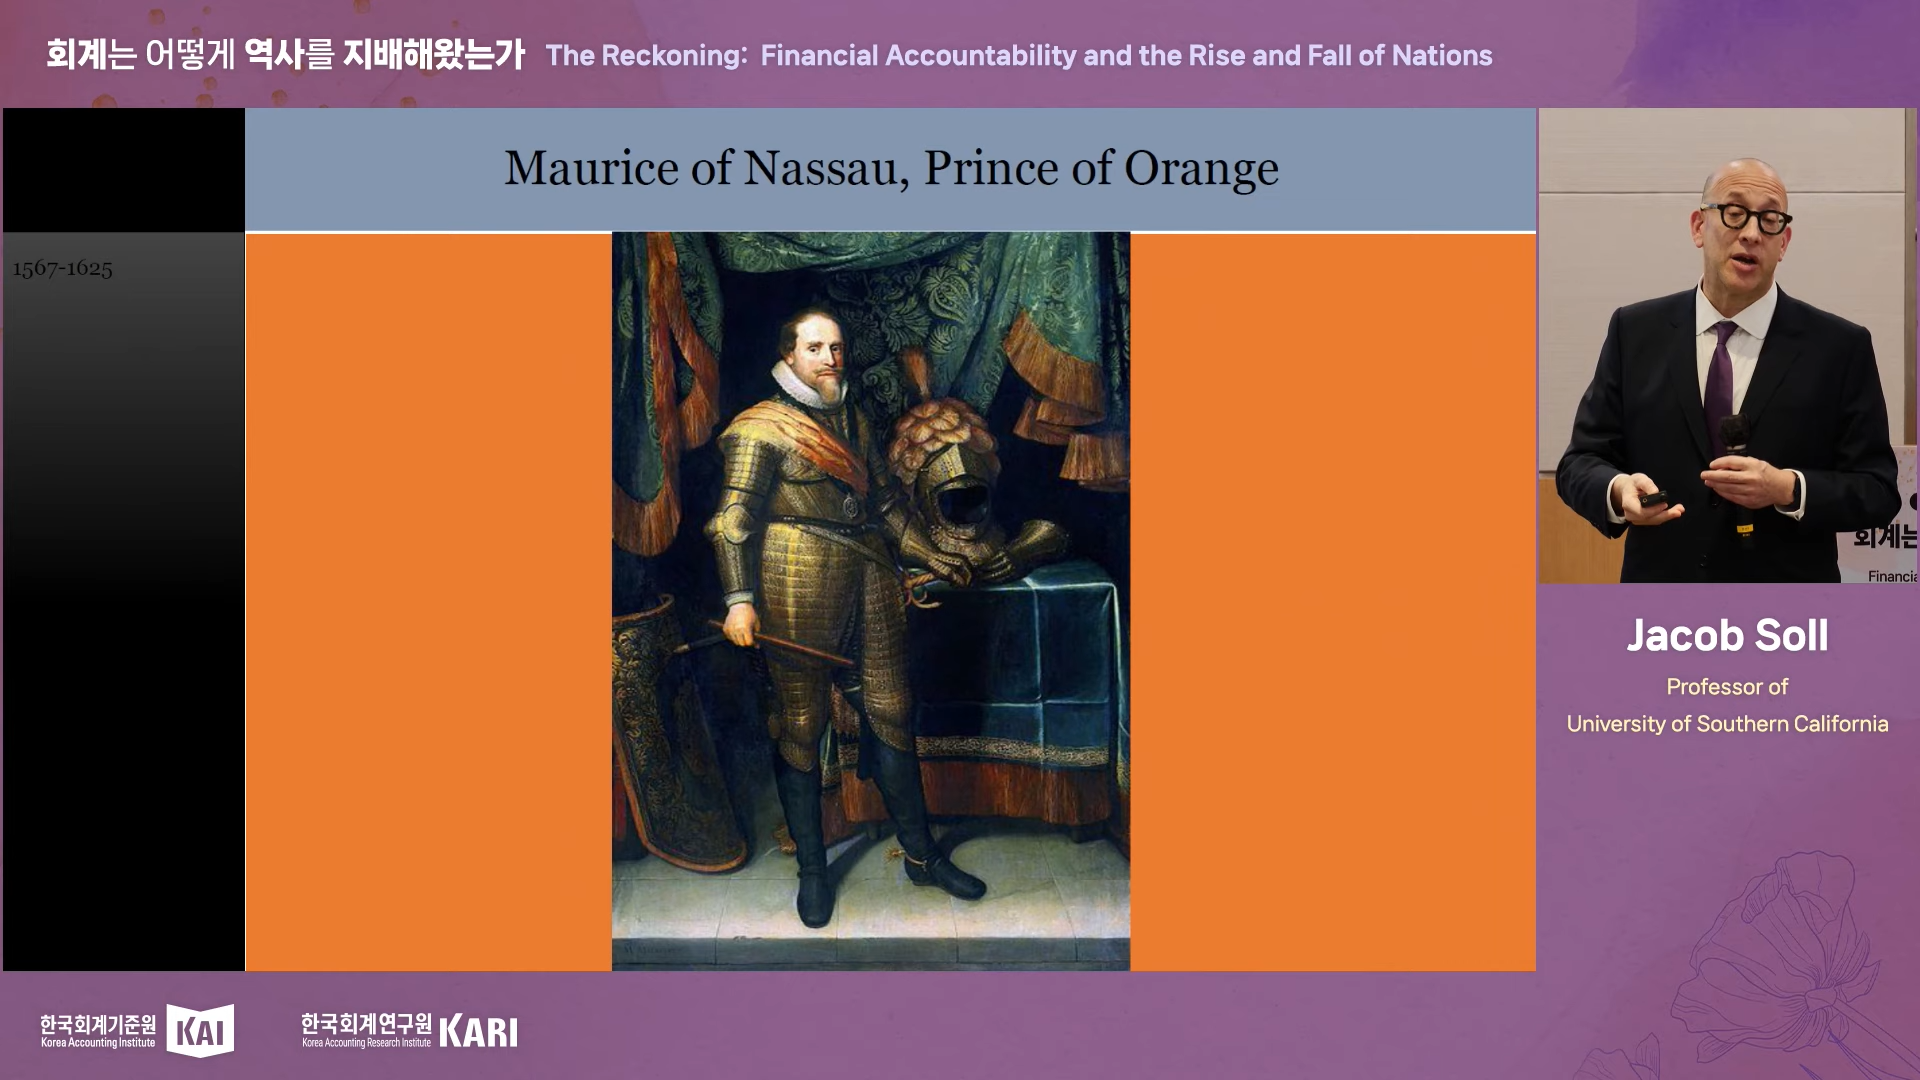 회계는 어떻게 역사를 지배해왔는가 The Reckoning: Financial Accountability and the Rise and Fall of Nations
Maurice of Nassau, Prince of Orange
1567-1625
회계는
Financia
Jacob Soll
Professor of
University of Southern California
한국회계기준원 KAI
Korea Accounting Institute
한국회계연구원 KARI
Korea Accounting Research Institute